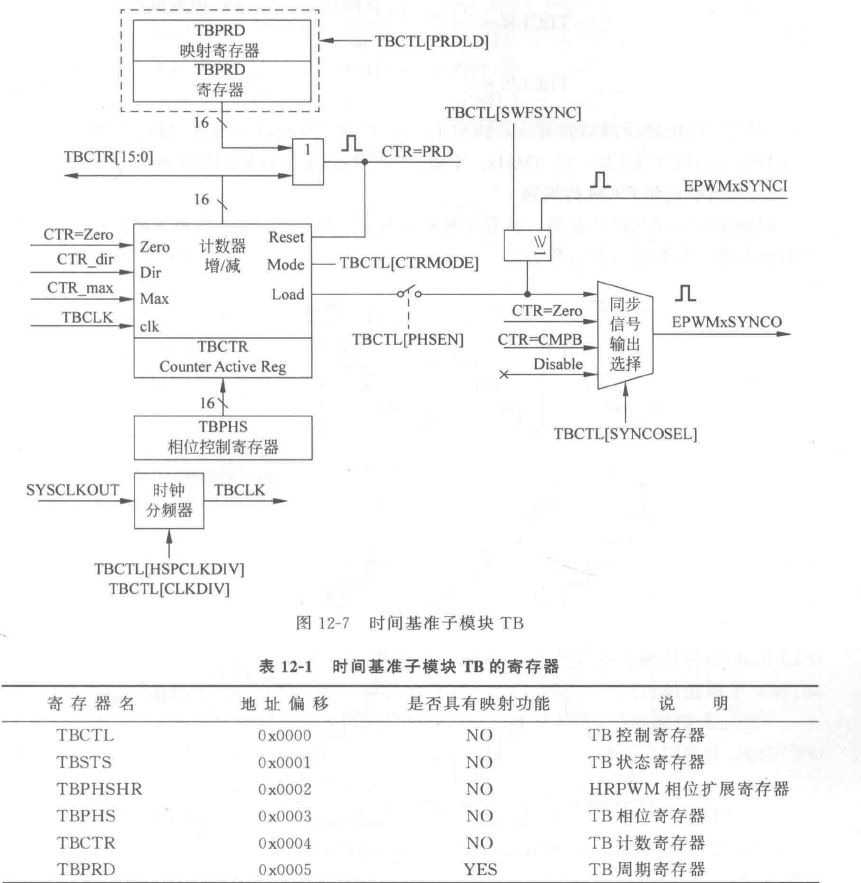 TBPRD
映射寄存器
TBPRD
寄存器
TBCTL[PRDLD]
16
TBCTL[SWFSYNC]
1
CTR=PRD
TBCTR[15:0]
EPWMxSYNCI
16
CTR=Zero
Zero
计数器
增/减
Reset
CTR_dir
Dir
Mode
TBCTL[CTRMODE]
≥1
CTR_max
Max
Load
TBCLK
clk
TBCTL[PHSEN]
CTR=Zero
CTR=CMPB
Disable
同步
信号
输出
选择
EPWMxSYNCO
TBCTR
Counter Active Reg
16
TBPHS
相位控制寄存器
TBCTL[SYNCOSEL]
SYSCLKOUT
时钟
分频器
TBCLK
TBCTL[HSPCLKDIV]
TBCTL[CLKDIV]
图 12-7 时间基准子模块 TB
表 12-1 时间基准子模块 TB 的寄存器
寄存器名 地址偏移 是否具有映射功能 说 明
TBCTL 0x0000 NO TB 控制寄存器
TBSTS 0x0001 NO TB 状态寄存器
TBPHSHR 0x0002 NO HRPWM 相位扩展寄存器
TBPHS 0x0003 NO TB 相位寄存器
TBCTR 0x0004 NO TB 计数寄存器
TBPRD 0x0005 YES TB 周期寄存器